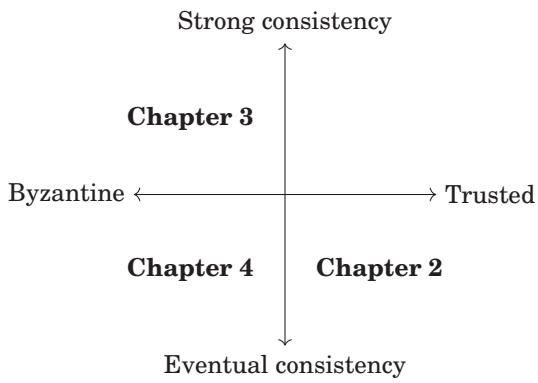 Strong consistency
Chapter 3
Byzantine
Trusted
Chapter 4
Chapter 2
Eventual consistency